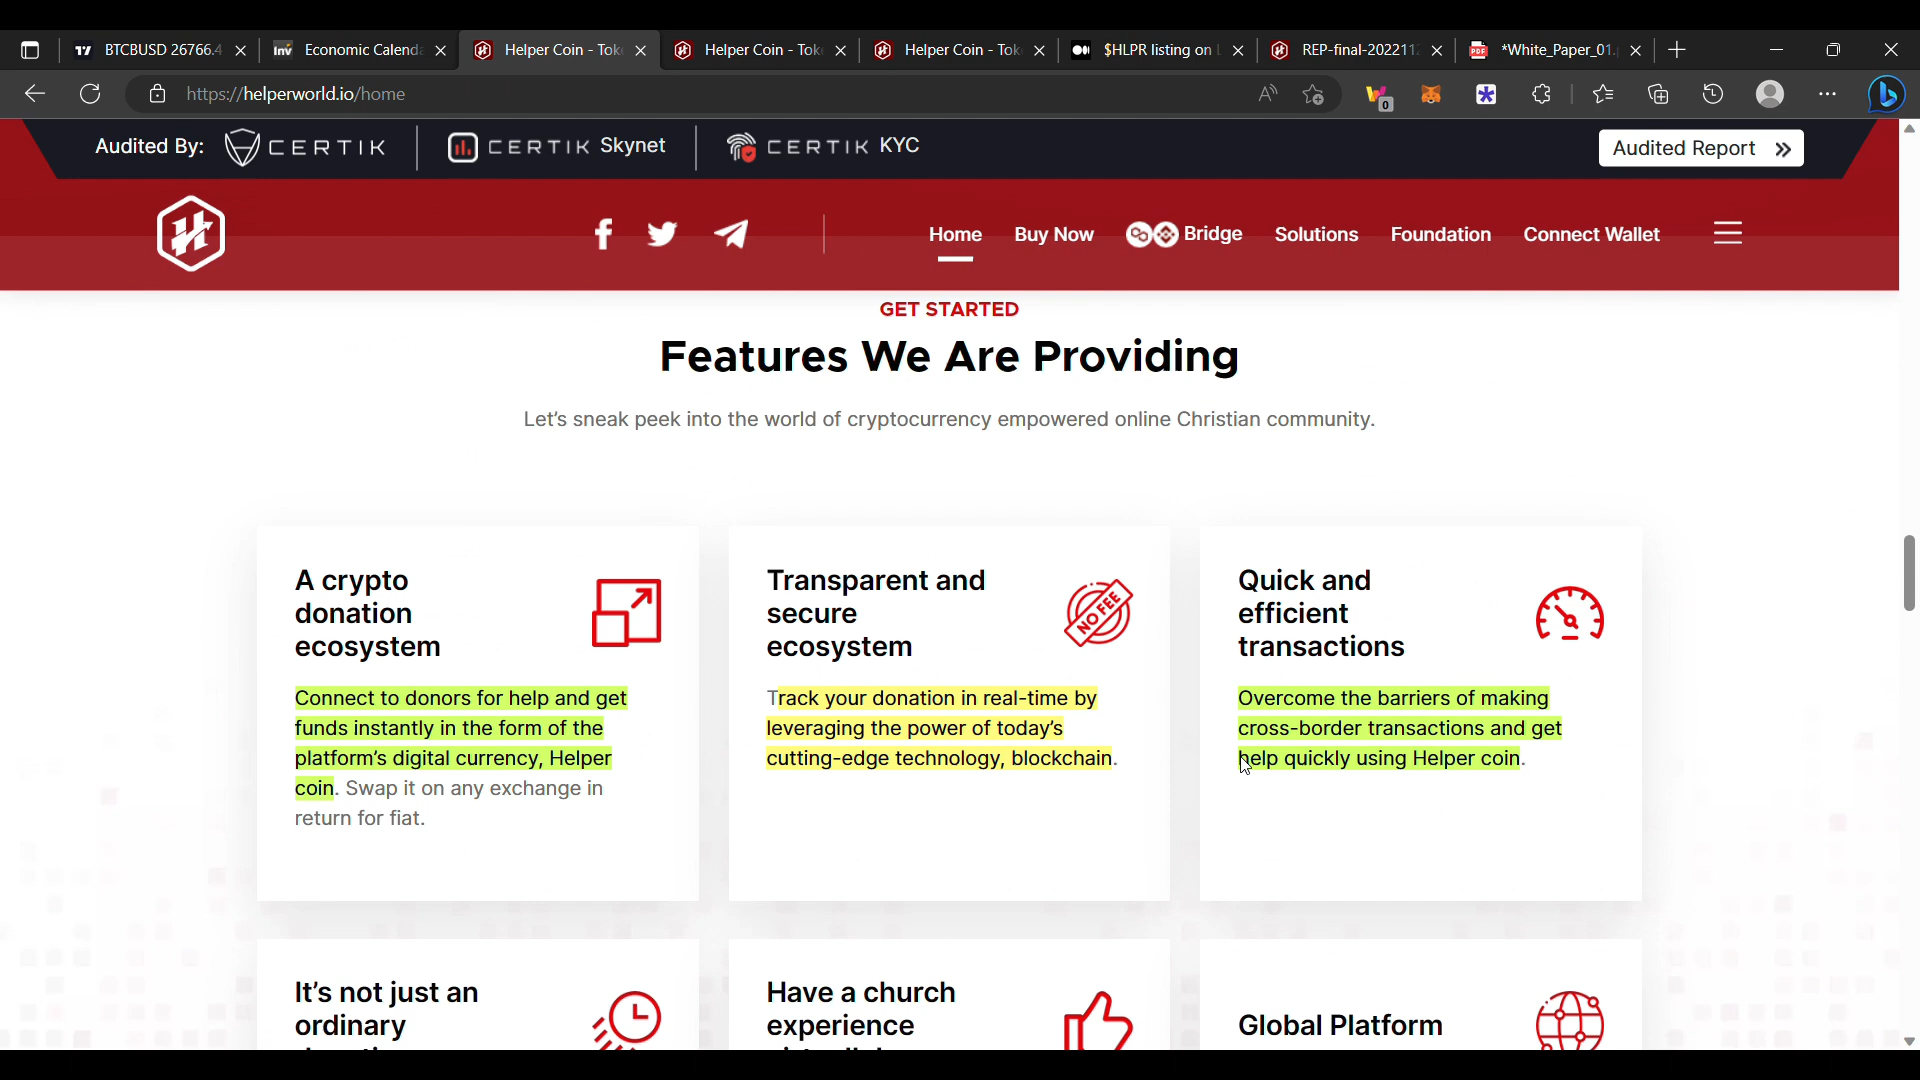 BTCBUSD 26766.4
Economic Calenda
Helper Coin - Tok
Helper Coin - Tok
Helper Coin - Tok
$HLPR listing on L
REP-final-202211
*White_Paper_01.
https://helperworld.io/home
Audited By: CERTIK
CERTIK Skynet
CERTIK KYC
Audited Report
Home
Buy Now
Bridge
Solutions
Foundation
Connect Wallet
GET STARTED
Features We Are Providing
Let's sneak peek into the world of cryptocurrency empowered online Christian community.
A crypto
donation
ecosystem
Connect to donors for help and get
funds instantly in the form of the
platform's digital currency, Helper
coin. Swap it on any exchange in
return for fiat.
Transparent and
secure
ecosystem
NO FEE
Track your donation in real-time by
leveraging the power of today's
cutting-edge technology, blockchain.
Quick and
efficient
transactions
Overcome the barriers of making
cross-border transactions and get
help quickly using Helper coin.
It's not just an
ordinary
Have a church
experience
Global Platform